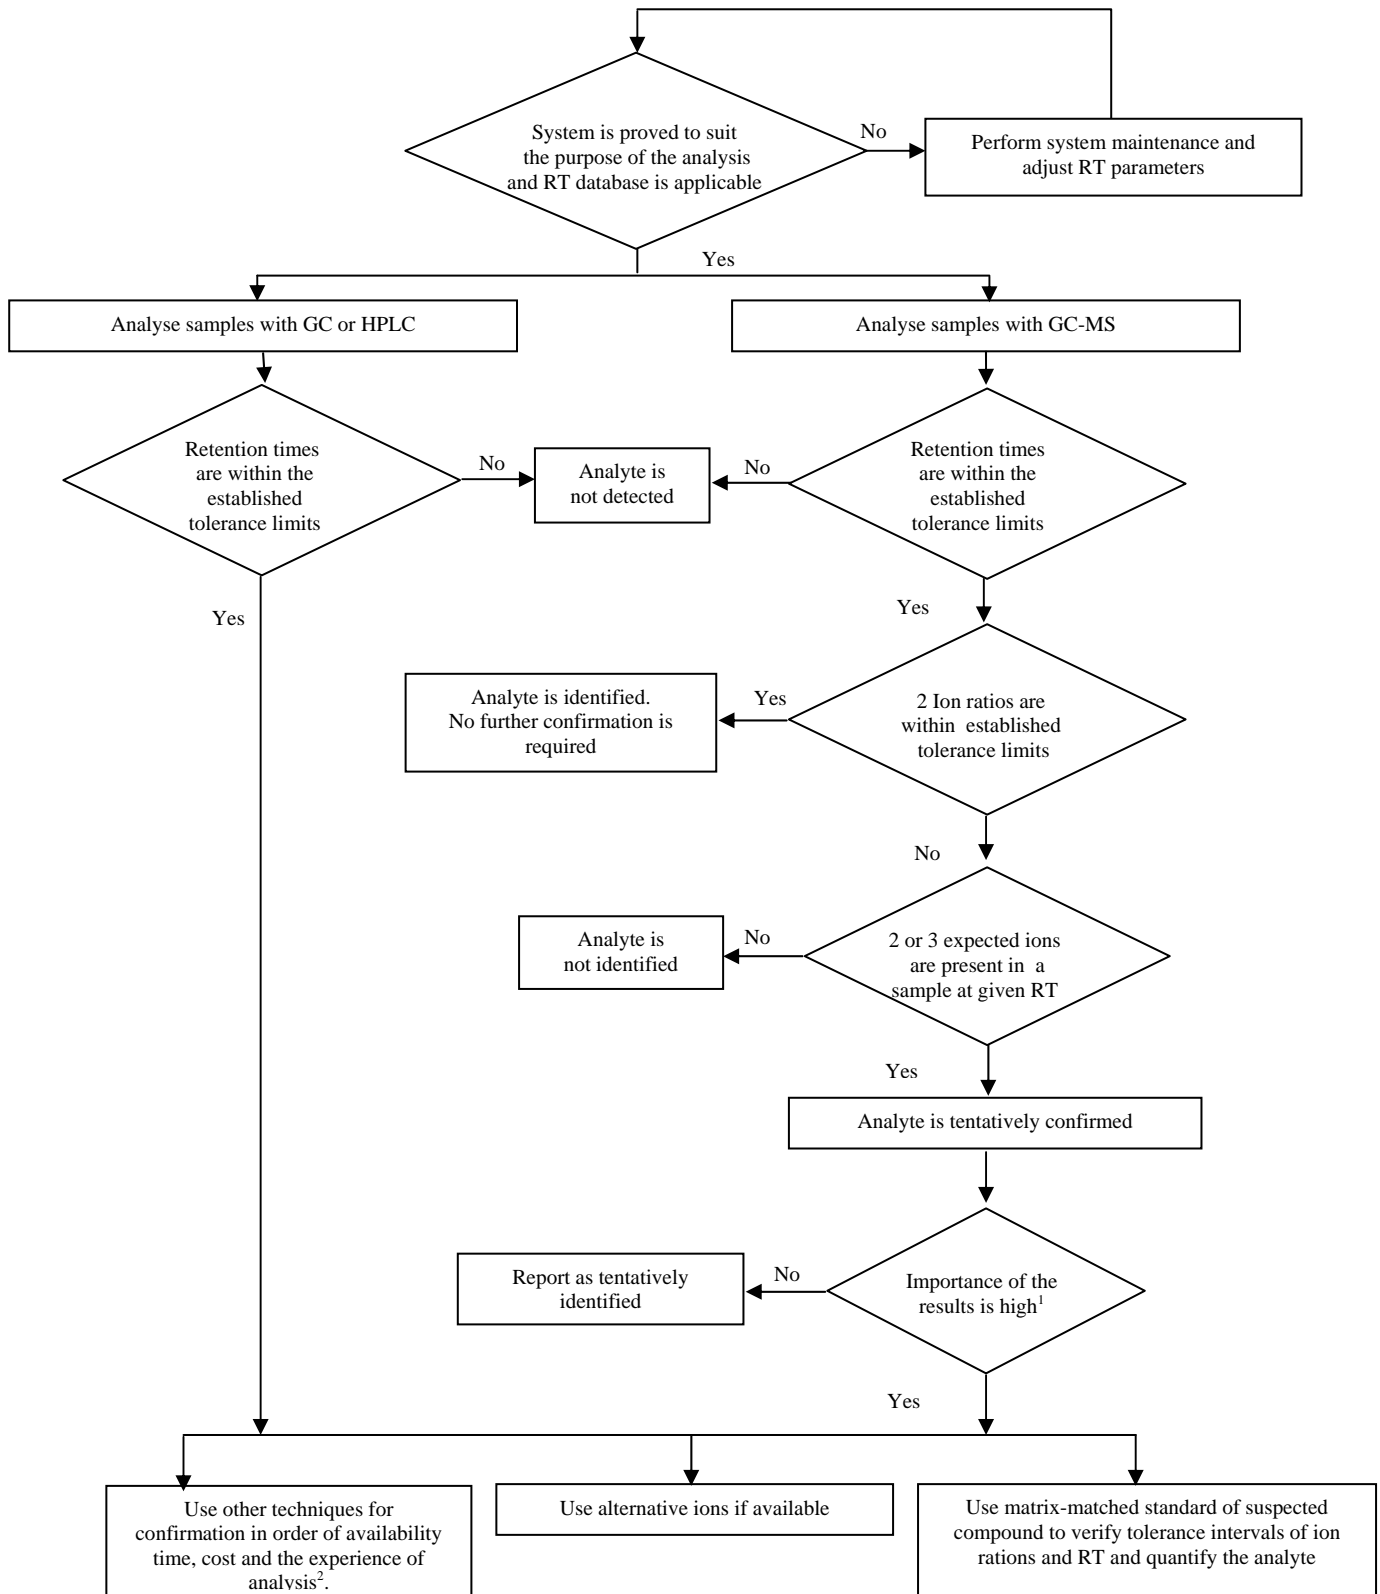 System is proved to suit
the purpose of the analysis
and RT database is applicable
No
Perform system maintenance and
adjust RT parameters
Yes
Analyse samples with GC or HPLC
Analyse samples with GC-MS
Retention times
are within the
established
tolerance limits
No
Analyte is
not detected
No
Retention times
are within the
established
tolerance limits
Yes
Yes
Analyte is identified.
No further confirmation is
required
Yes
2 Ion ratios are
within established
tolerance limits
No
Analyte is
not identified
No
2 or 3 expected ions
are present in a
sample at given RT
Yes
Analyte is tentatively confirmed
Report as tentatively
identified
No
Importance of the
results is high¹
Yes
Use other techniques for
confirmation in order of availability
time, cost and the experience of
analysis².
Use alternative ions if available
Use matrix-matched standard of suspected
compound to verify tolerance intervals of ion
rations and RT and quantify the analyte